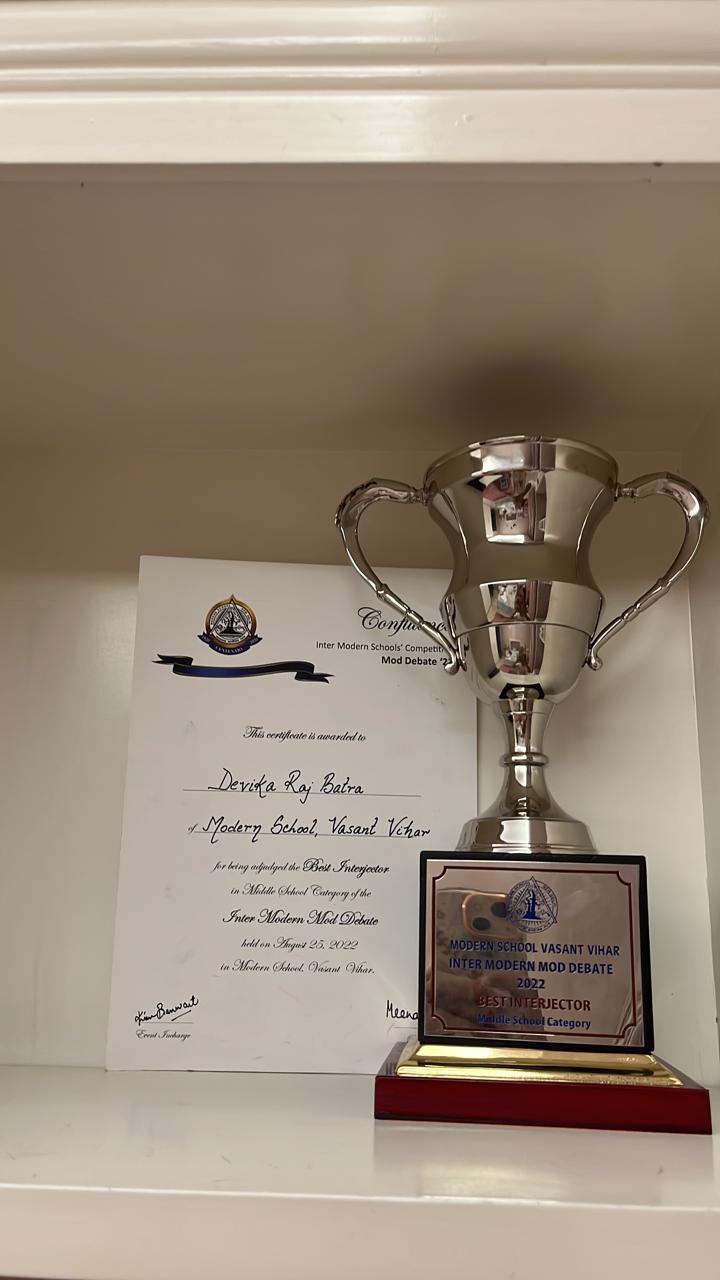 CENTENARY
Inter Modern Schools'
Mod Debate
This certificate is awarded to
Devika Raj Batra
of Modern School, Vasant Vihar
for being adjudged the Best Interjector
in Middle School Category of the
Inter Modern Mod Debate
held on August 25, 2022
in Modern School, Vasant Vihar.
Event Incharge
MODERN SCHOOL VASANT VIHAR
INTER MODERN MOD DEBATE
2022
BEST INTERJECTOR
Middle School Category